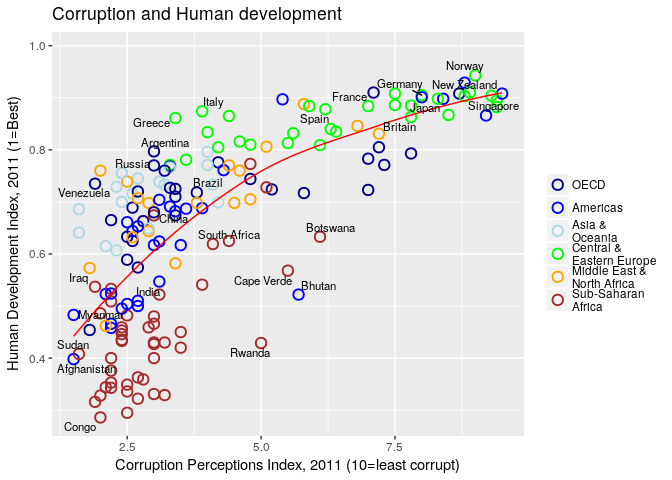 Corruption and Human development
Human Development Index, 2011 (1=Best)
1.0
0.8
0.6
0.4
Norway
Germany
New Zealand
Singapore
Japan
France
Britain
Spain
Italy
Greece
Argentina
Russia
Brazil
Venezuela
China
South Africa
Botswana
Cape Verde
Bhutan
Iraq
India
Myanmar
Sudan
Rwanda
Afghanistan
Congo
2.5
5.0
7.5
Corruption Perceptions Index, 2011 (10=least corrupt)
OECD
Americas
Asia &
Oceania
Central &
Eastern Europe
Middle East &
North Africa
Sub-Saharan
Africa